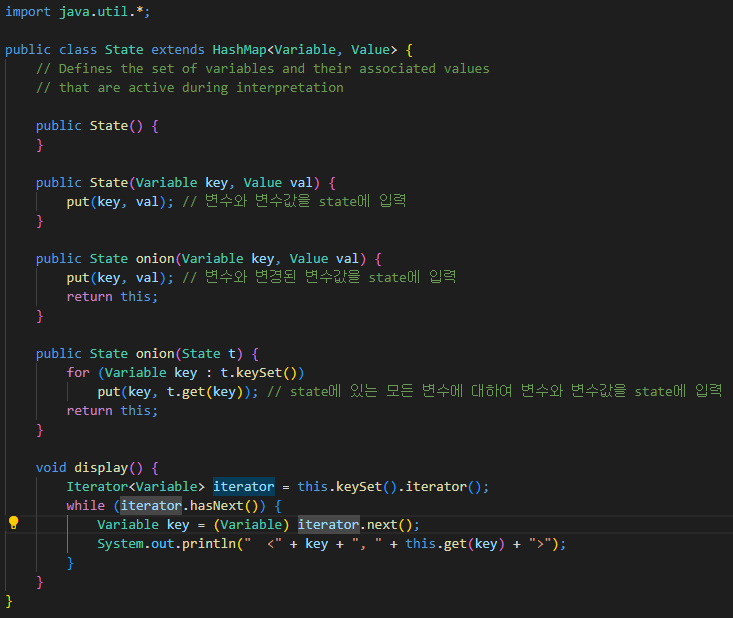 import java.util.*;
public class State extends HashMap<Variable, Value> {
// Defines the set of variables and their associated values
// that are active during interpretation
public State() {
}
public State(Variable key, Value val) {
put(key, val); // 변수와 변수값을 state에 입력
}
public State onion(Variable key, Value val) {
put(key, val); // 변수와 변경된 변수값을 state에 입력
return this;
}
public State onion(State t) {
for (Variable key : t.keySet())
put(key, t.get(key)); // state에 있는 모든 변수에 대하여 변수와 변수값을 state에 입력
return this;
}
void display() {
Iterator<Variable> iterator = this.keySet().iterator();
while (iterator.hasNext()) {
Variable key = (Variable) iterator.next();
System.out.println("  <" + key + ", " + this.get(key) + ">");
}
}
}